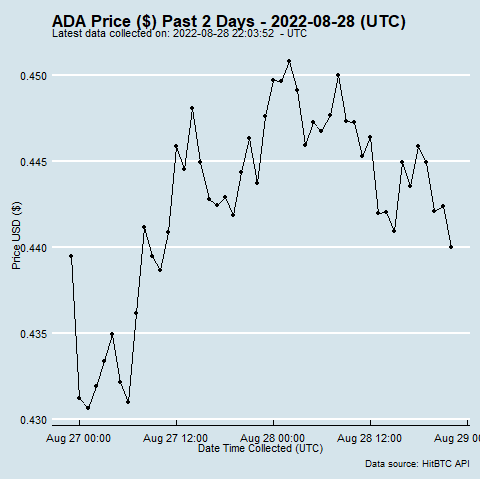 ADA Price ($) Past 2 Days - 2022-08-28 (UTC)
Latest data collected on: 2022-08-28 22:03:52 - UTC
0.450
0.445
0.440
0.435
0.430
Price USD ($)
Aug 27 00:00
Aug 27 12:00
Aug 28 00:00
Aug 28 12:00
Aug 29 0
Date Time Collected (UTC)
Data source: HitBTC API